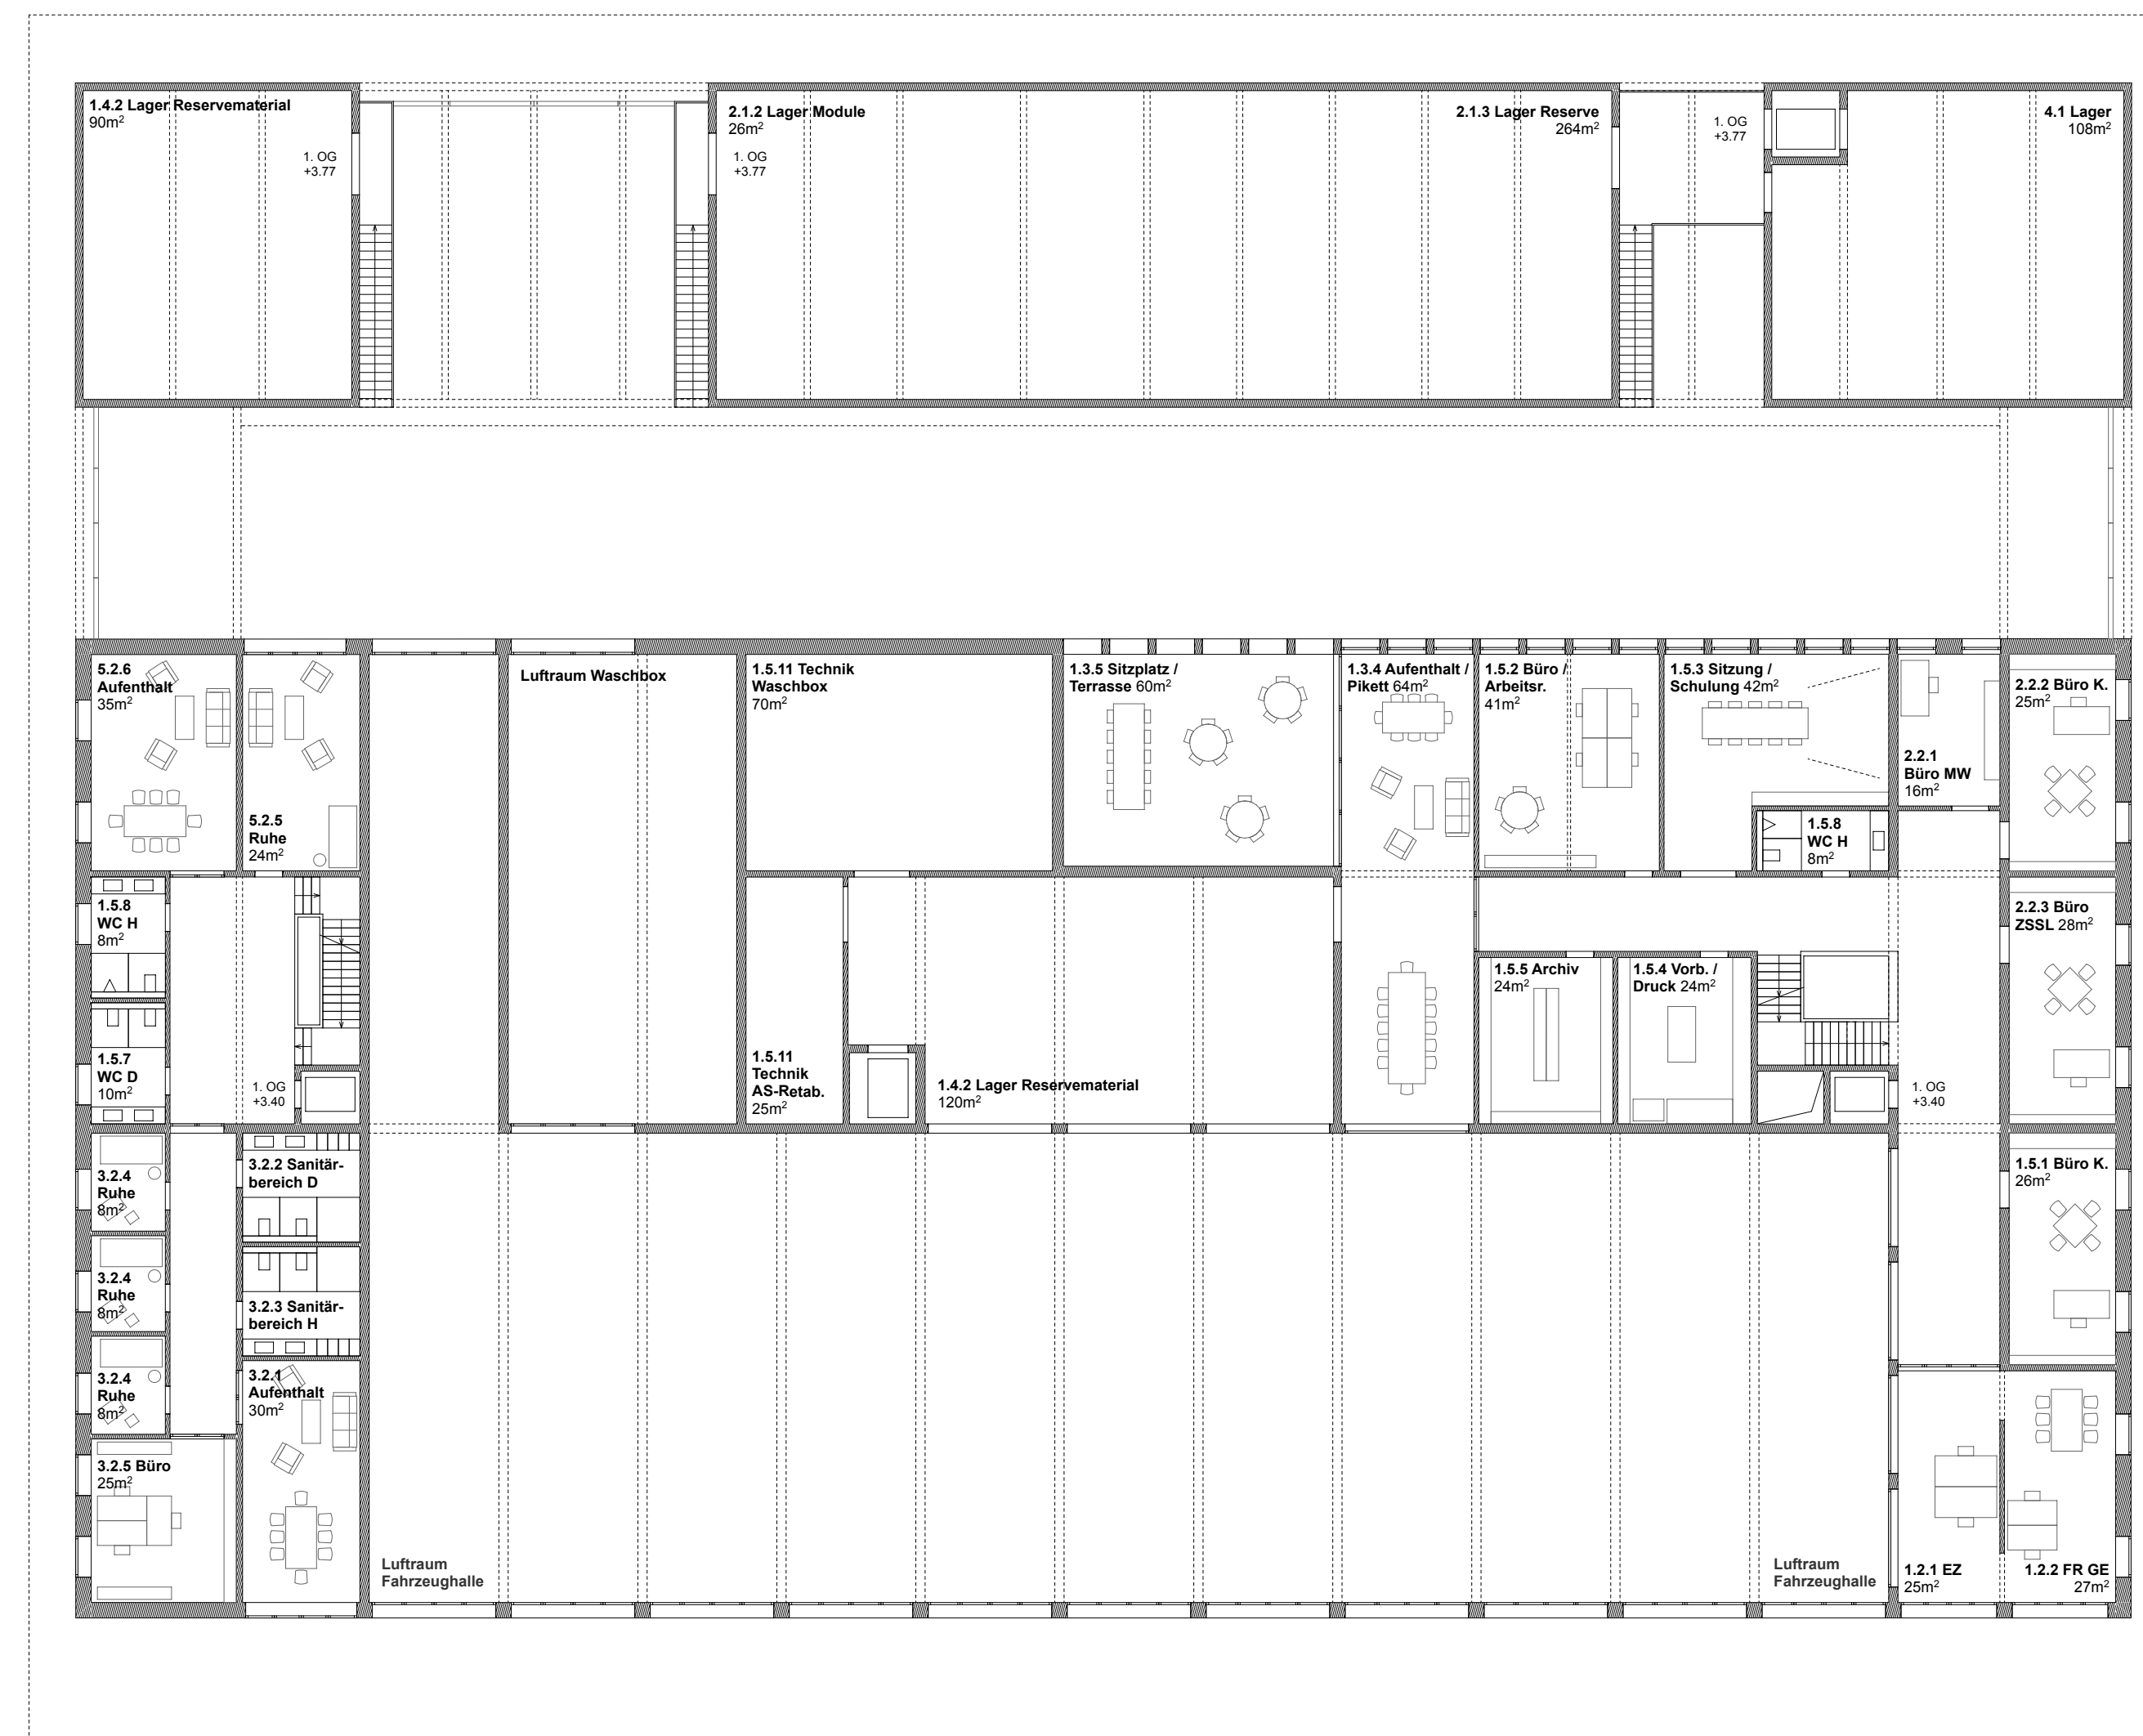 1.4.2 Lager Reservematerial
90m²
1. OG
+3.77
2.1.2 Lager Module
26m²
1. OG
+3.77
2.1.3 Lager Reserve
264m²
1. OG
+3.77
4.1 Lager
108m²
5.2.6
Aufenthalt
35m²
5.2.5
Ruhe
24m²
Luftraum Waschbox
1.5.11 Technik
Waschbox
70m²
1.3.5 Sitzplatz /
Terrasse 60m²
1.3.4 Aufenthalt /
Pikett 64m²
1.5.2 Büro /
Arbeitsr.
41m²
1.5.3 Sitzung /
Schulung 42m²
2.2.1
Büro MW
16m²
2.2.2 Büro K.
25m²
1.5.8
WC H
8m²
1.5.8
WC H
8m²
1.5.7
WC D
10m²
1. OG
+3.40
1.5.11
Technik
AS-Retab.
25m²
1.4.2 Lager Reservematerial
120m²
1.5.5 Archiv
24m²
1.5.4 Vorb. /
Druck 24m²
2.2.3 Büro
ZSSL 28m²
1. OG
+3.40
3.2.4
Ruhe
8m²
3.2.2 Sanitär-
bereich D
1.5.1 Büro K.
26m²
3.2.4
Ruhe
8m²
3.2.3 Sanitär-
bereich H
3.2.4
Ruhe
8m²
3.2.1
Aufenthalt
30m²
3.2.5 Büro
25m²
Luftraum
Fahrzeughalle
Luftraum
Fahrzeughalle
1.2.1 EZ
25m²
1.2.2 FR GE
27m²